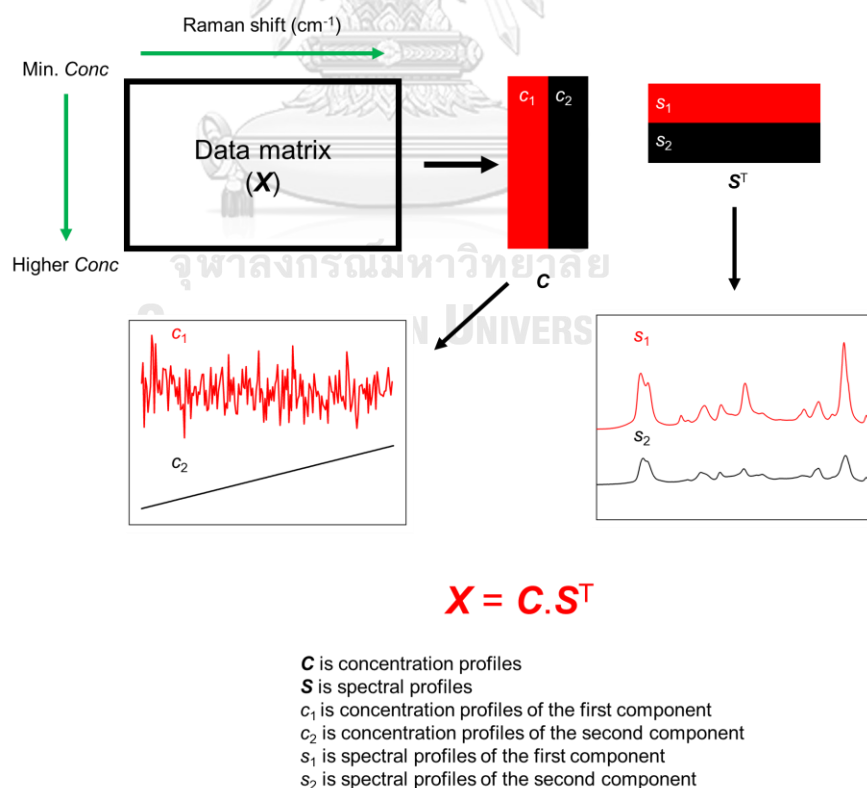 Raman shift (cm⁻¹)
Min. Conc
Data matrix
(X)
Higher Conc
c₁ c₂
C
s₁
s₂
Sᵀ
จุฬาลงกรณ์มหาวิทยาลัย
N UNIVERS
c₁
c₂
s₁
s₂
X = C.Sᵀ
C is concentration profiles
S is spectral profiles
c₁ is concentration profiles of the first component
c₂ is concentration profiles of the second component
s₁ is spectral profiles of the first component
s₂ is spectral profiles of the second component